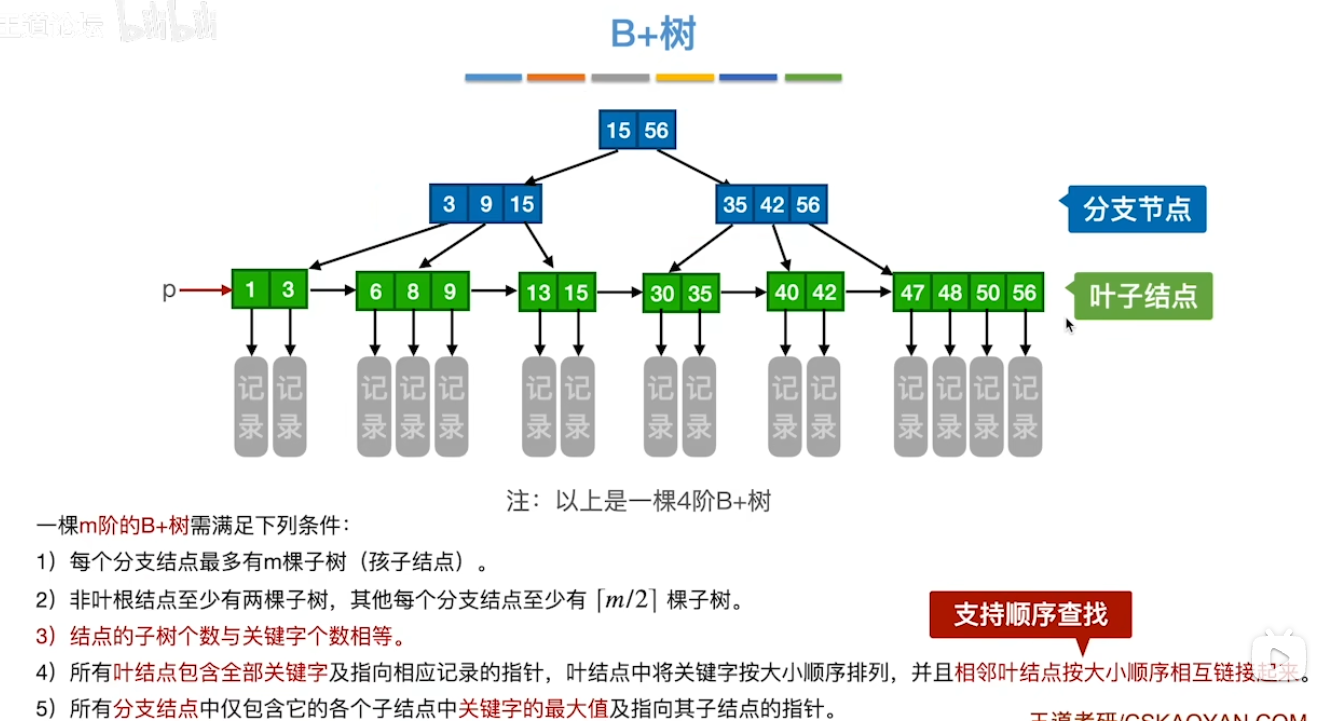 王道论坛 bilibili
B+树
15 56
3 9 15 35 42 56 分支节点
p 1 3 6 8 9 13 15 30 35 40 42 47 48 50 56 叶子结点
记录 记录 记录 记录 记录 记录 记录 记录 记录 记录 记录 记录 记录 记录 记录
注：以上是一棵4阶B+树
一棵m阶的B+树需满足下列条件：
1）每个分支结点最多有m棵子树（孩子结点）。
2）非叶根结点至少有两棵子树，其他每个分支结点至少有 ⌈m/2⌉ 棵子树。
支持顺序查找
3）结点的子树个数与关键字个数相等。
4）所有叶结点包含全部关键字及指向相应记录的指针，叶结点中将关键字按大小顺序排列，并且相邻叶结点按大小顺序相互链接起来。
5）所有分支结点中仅包含它的各个子结点中关键字的最大值及指向其子结点的指针。
王道考研/CSKAOYAN.COM